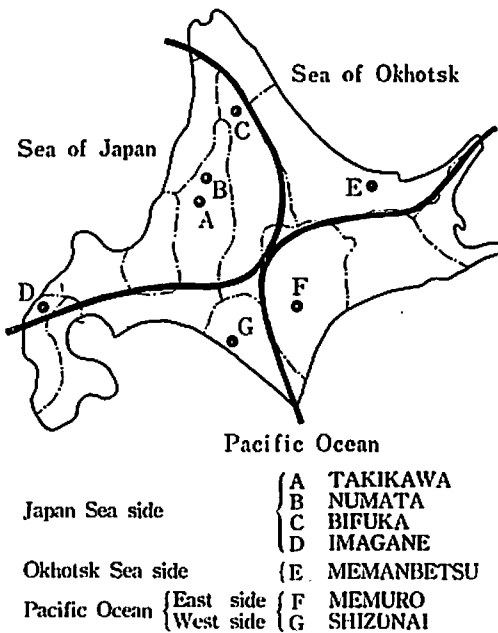 Sea of Okhotsk
Sea of Japan
C
B
A
E
D
F
G
Pacific Ocean
Japan Sea side
A TAKIKAWA
B NUMATA
C BIFUKA
D IMAGANE
Okhotsk Sea side E MEMANBETSU
Pacific Ocean East side F MEMURO
West side G SHIZUNAI